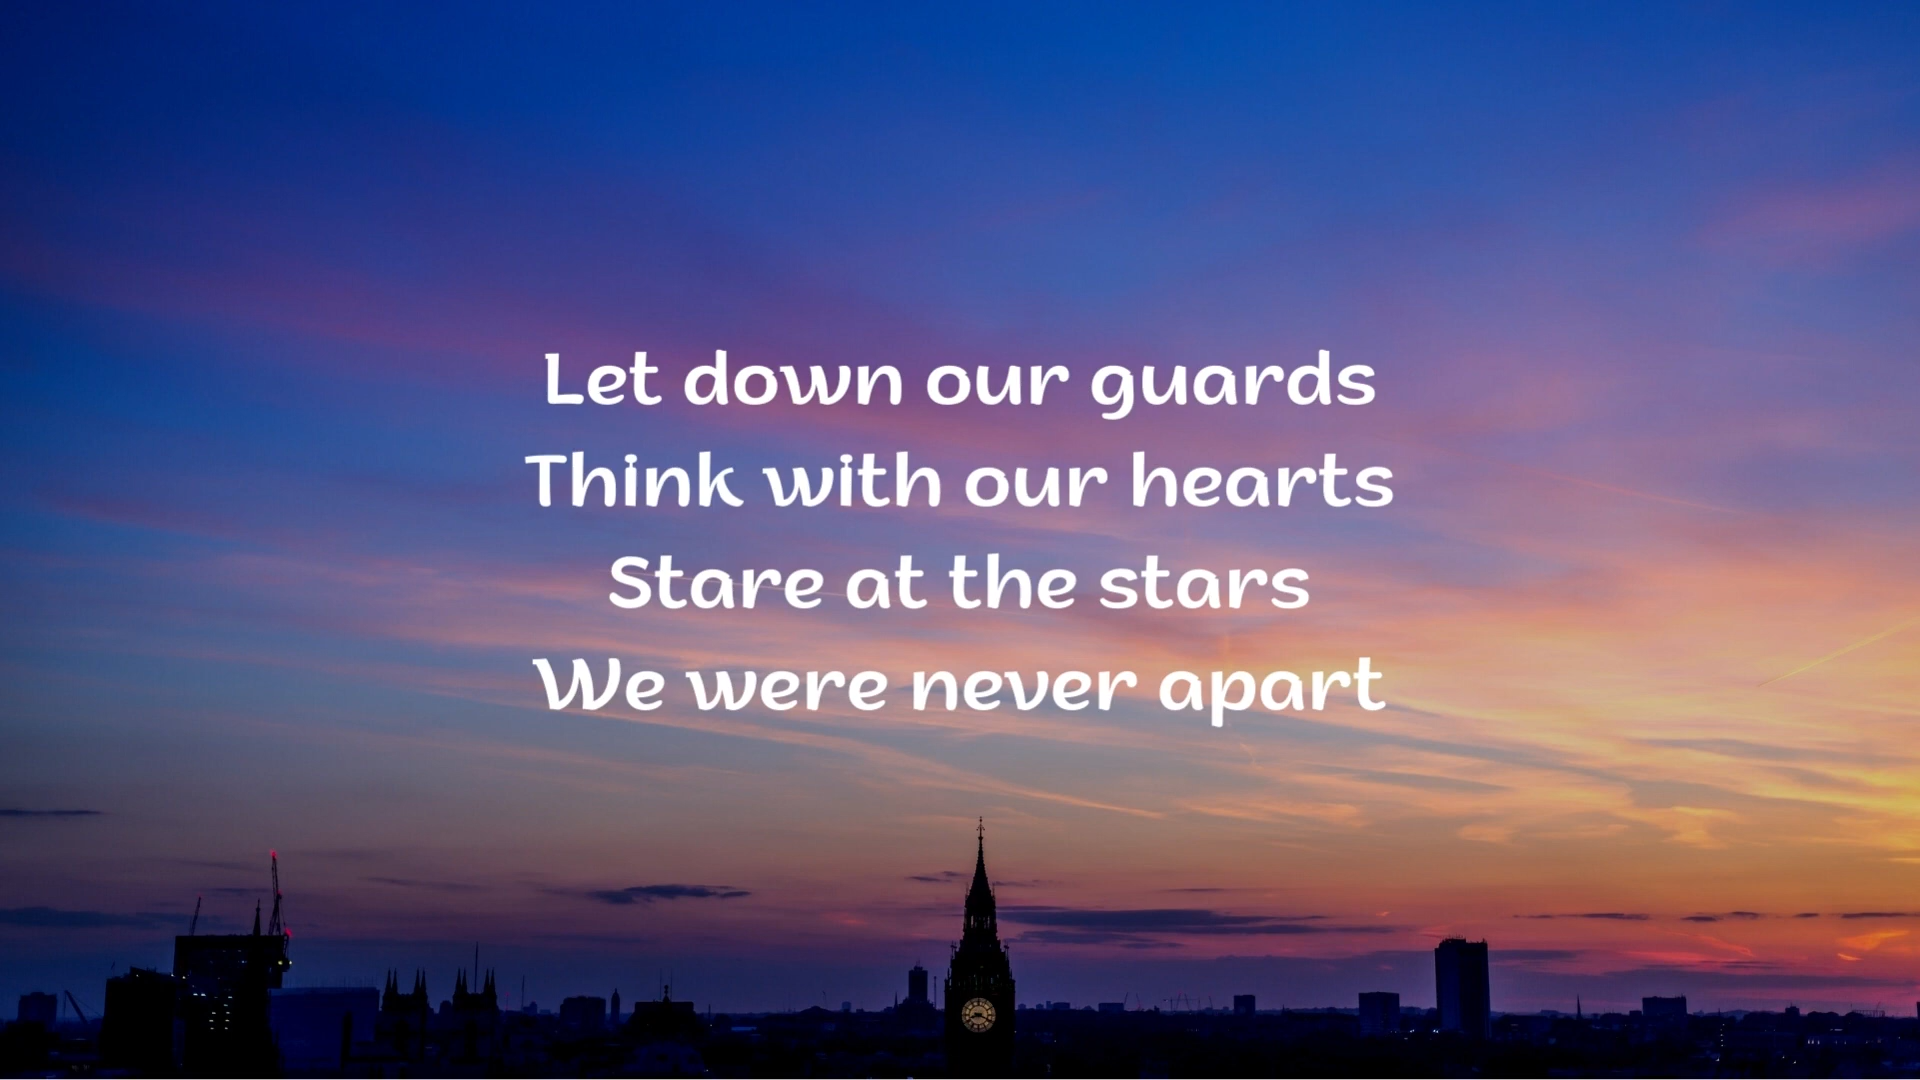 Let down our guards
Think with our hearts
Stare at the stars
We were never apart